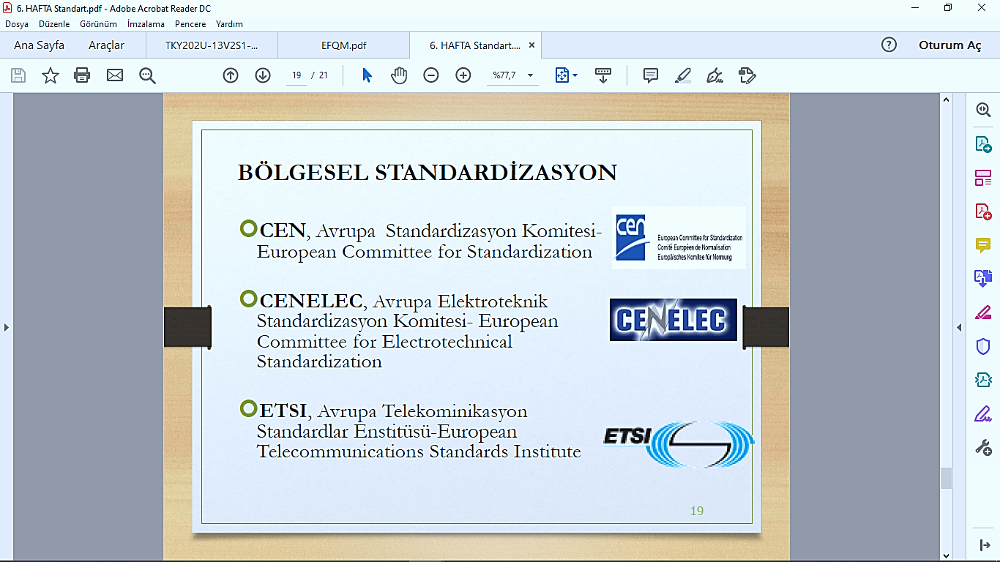 6. HAFTA Standart.pdf - Adobe Acrobat Reader DC
Dosya Düzenle Görünüm İmzalama Pencere Yardım
Ana Sayfa Araçlar TKY202U-13V2S1-... EFQM.pdf 6. HAFTA Standart.... × Oturum Aç
19 / 21 %77,7
BÖLGESEL STANDARDİZASYON
CEN, Avrupa Standardizasyon Komitesi-
European Committee for Standardization
cen
European Committee for Standardization
Comité Européen de Normalisation
Europäisches Komitee für Normung
CENELEC, Avrupa Elektroteknik
Standardizasyon Komitesi- European
Committee for Electrotechnical
Standardization
CENELEC
ETSI, Avrupa Telekominikasyon
Standardlar Enstitüsü-European
Telecommunications Standards Institute
ETSI
19